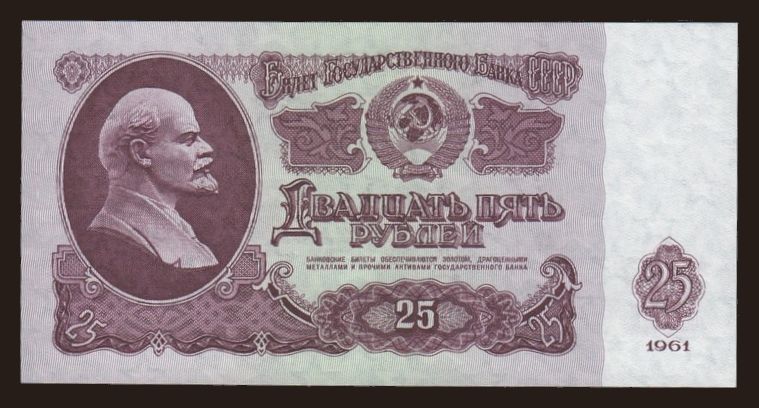 Билет Государственного Банка СССР
Двадцать пять
рублей
БАНКОВСКИЕ БИЛЕТЫ ОБЕСПЕЧИВАЮТСЯ ЗОЛОТОМ, ДРАГОЦЕННЫМИ
МЕТАЛЛАМИ И ПРОЧИМИ АКТИВАМИ ГОСУДАРСТВЕННОГО БАНКА
25
25
25
25
1961